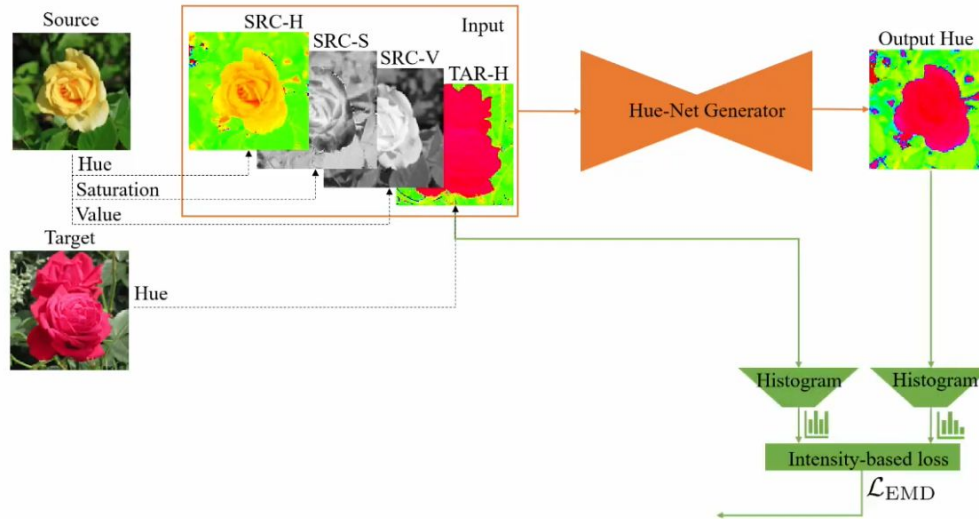 Source
SRC-H
SRC-S
SRC-V
TAR-H
Input
Hue
Saturation
Value
Target
Hue
Hue-Net Generator
Output Hue
Histogram
Histogram
Intensity-based loss
ℒEMD